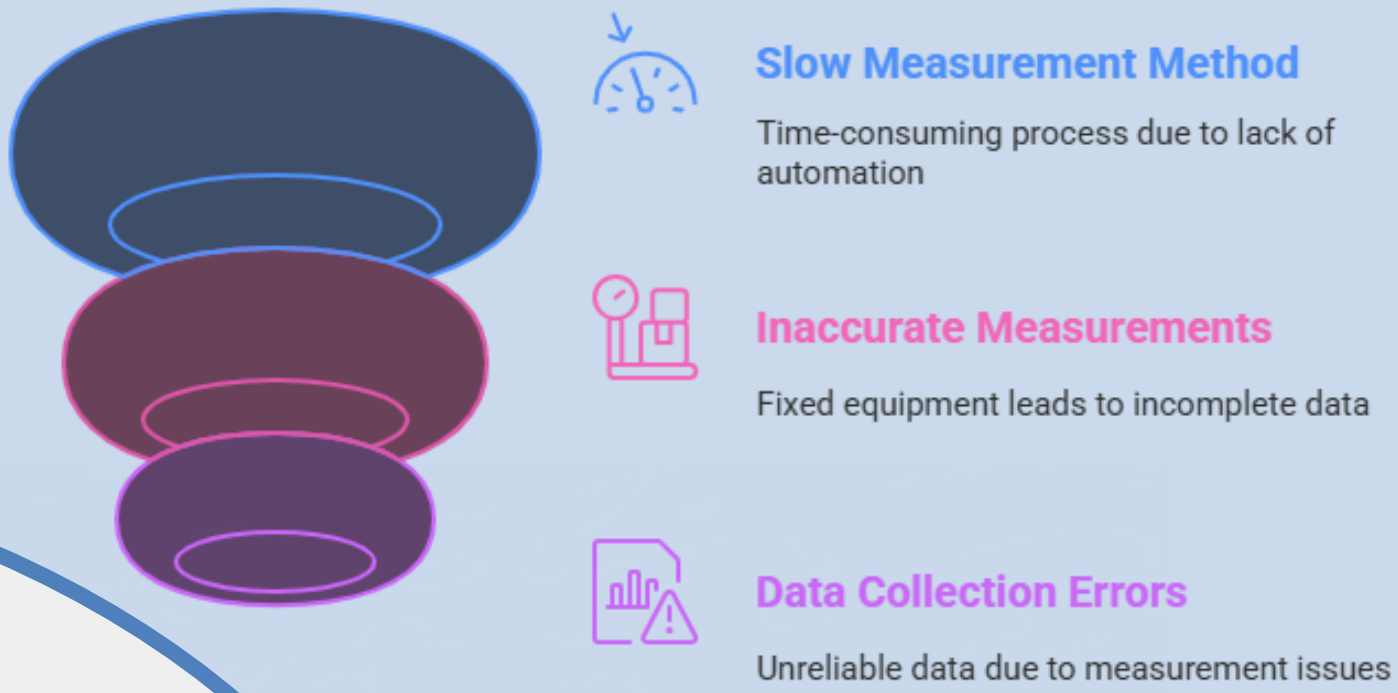 Slow Measurement Method
Time-consuming process due to lack of
automation
Inaccurate Measurements
Fixed equipment leads to incomplete data
Data Collection Errors
Unreliable data due to measurement issues